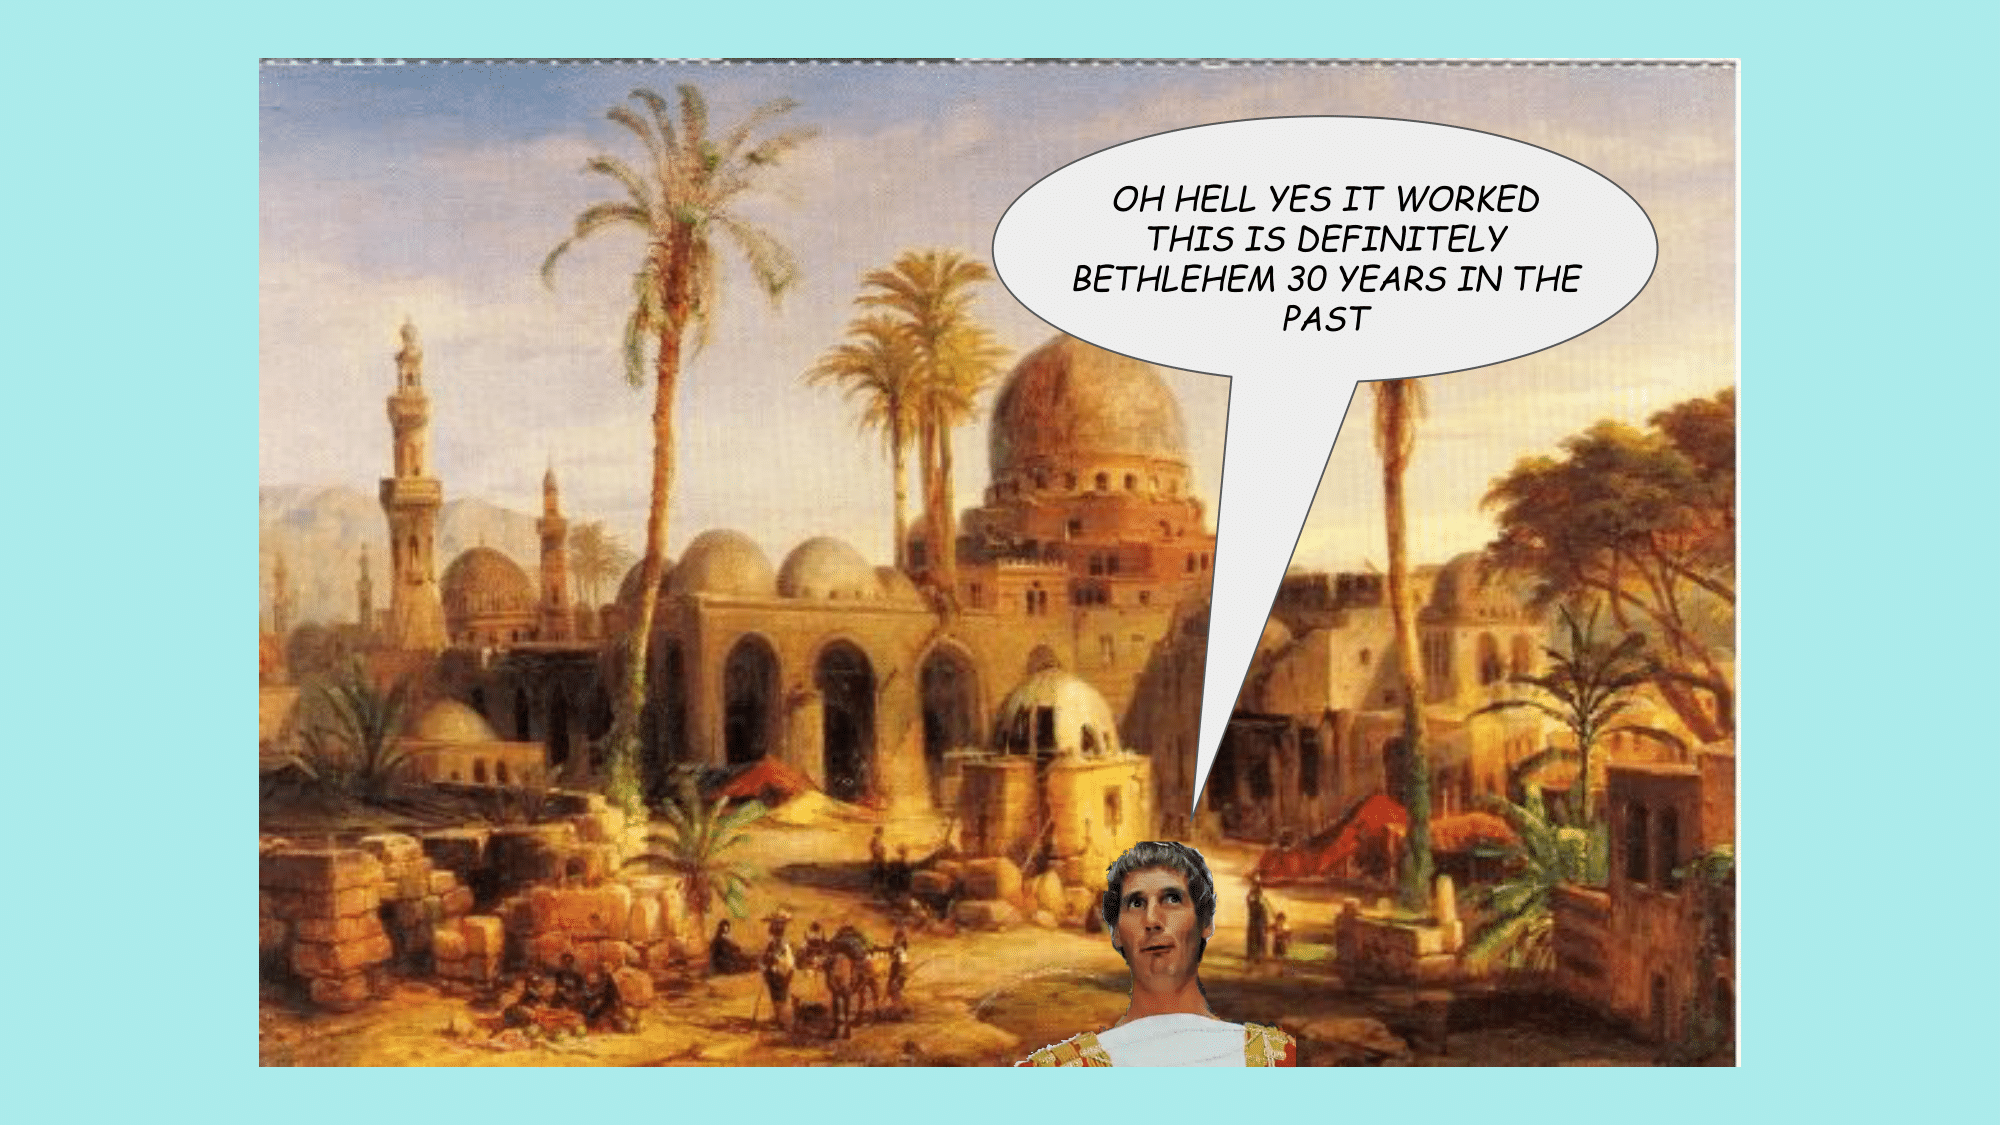 OH HELL YES IT WORKED
THIS IS DEFINITELY
BETHLEHEM 30 YEARS IN THE
PAST